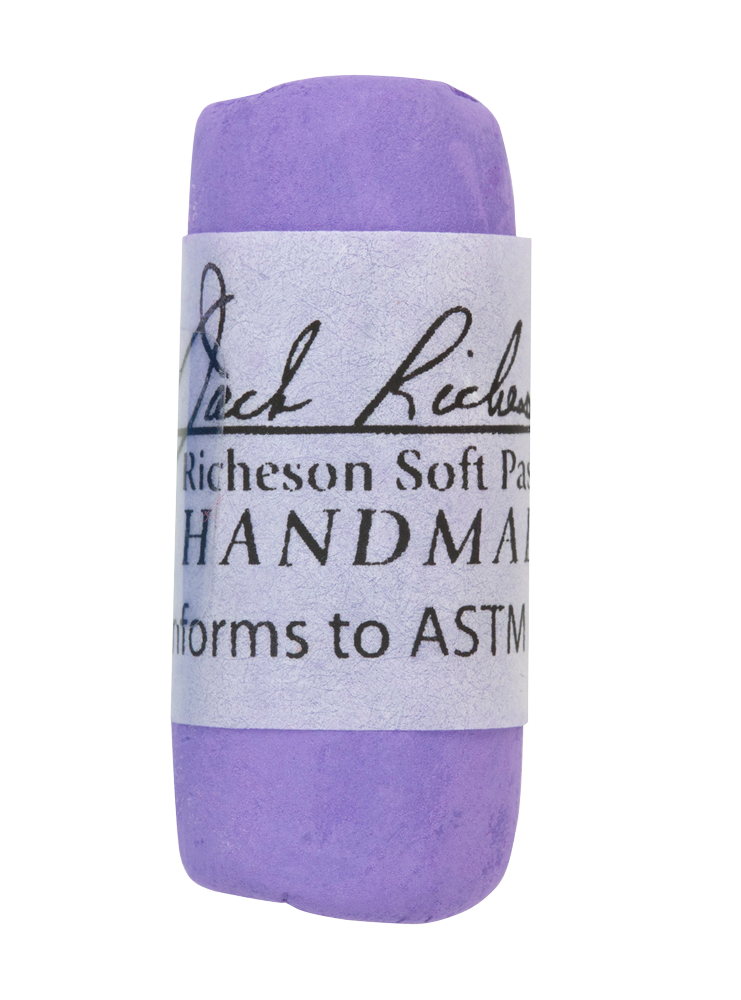 Jack Riches
Richeson Soft Pas
HANDMA
nforms to ASTM